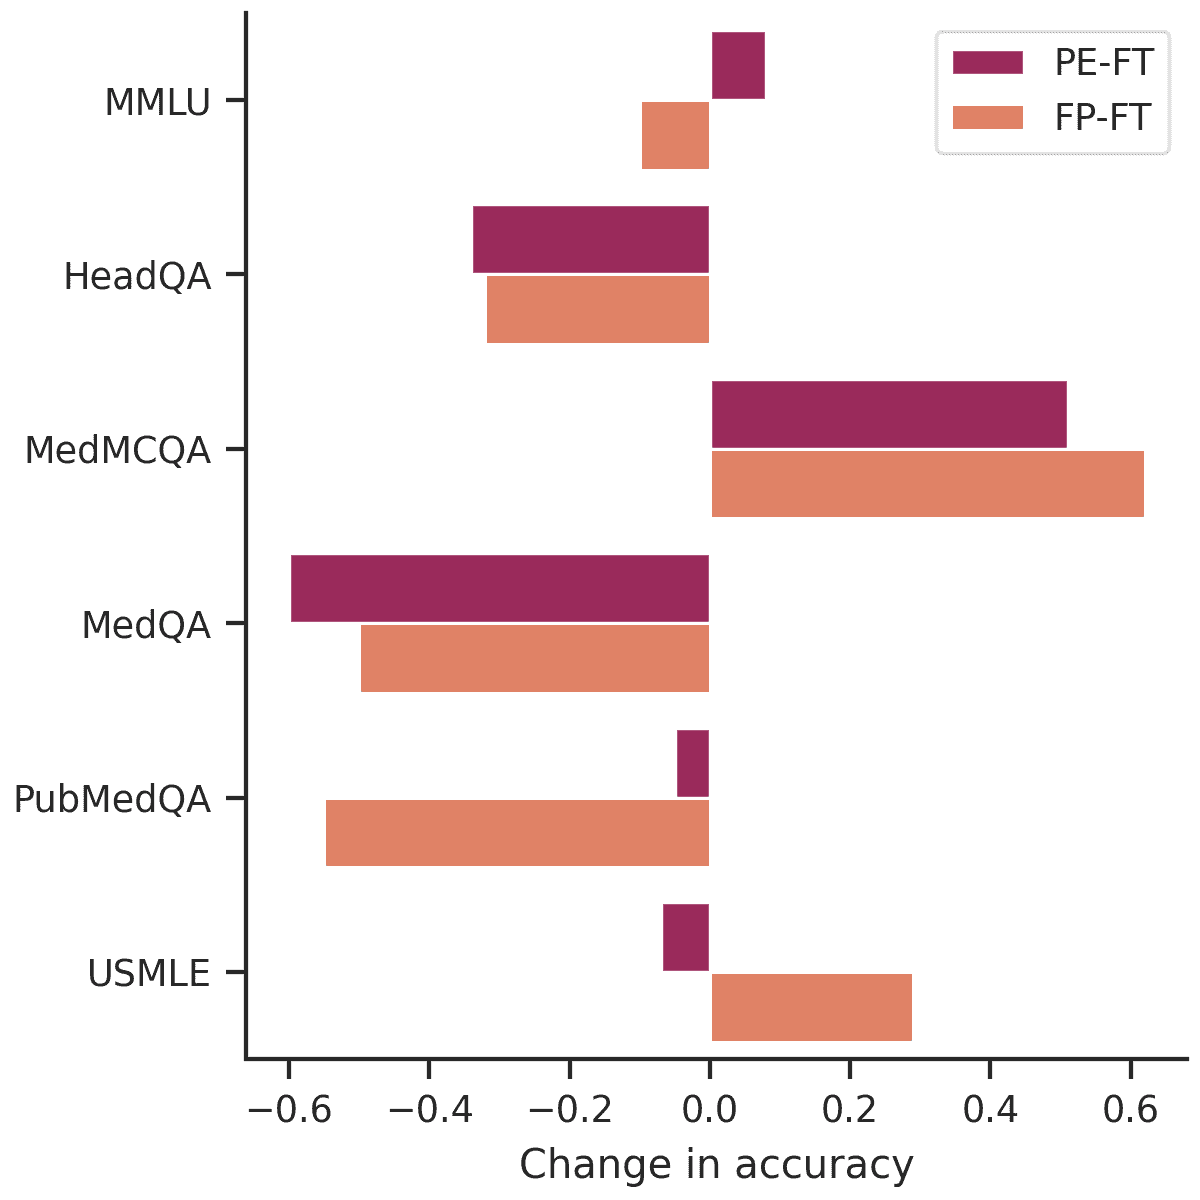 PE-FT
FP-FT
MMLU
HeadQA
MedMCQA
MedQA
PubMedQA
USMLE
−0.6 −0.4 −0.2 0.0 0.2 0.4 0.6
Change in accuracy